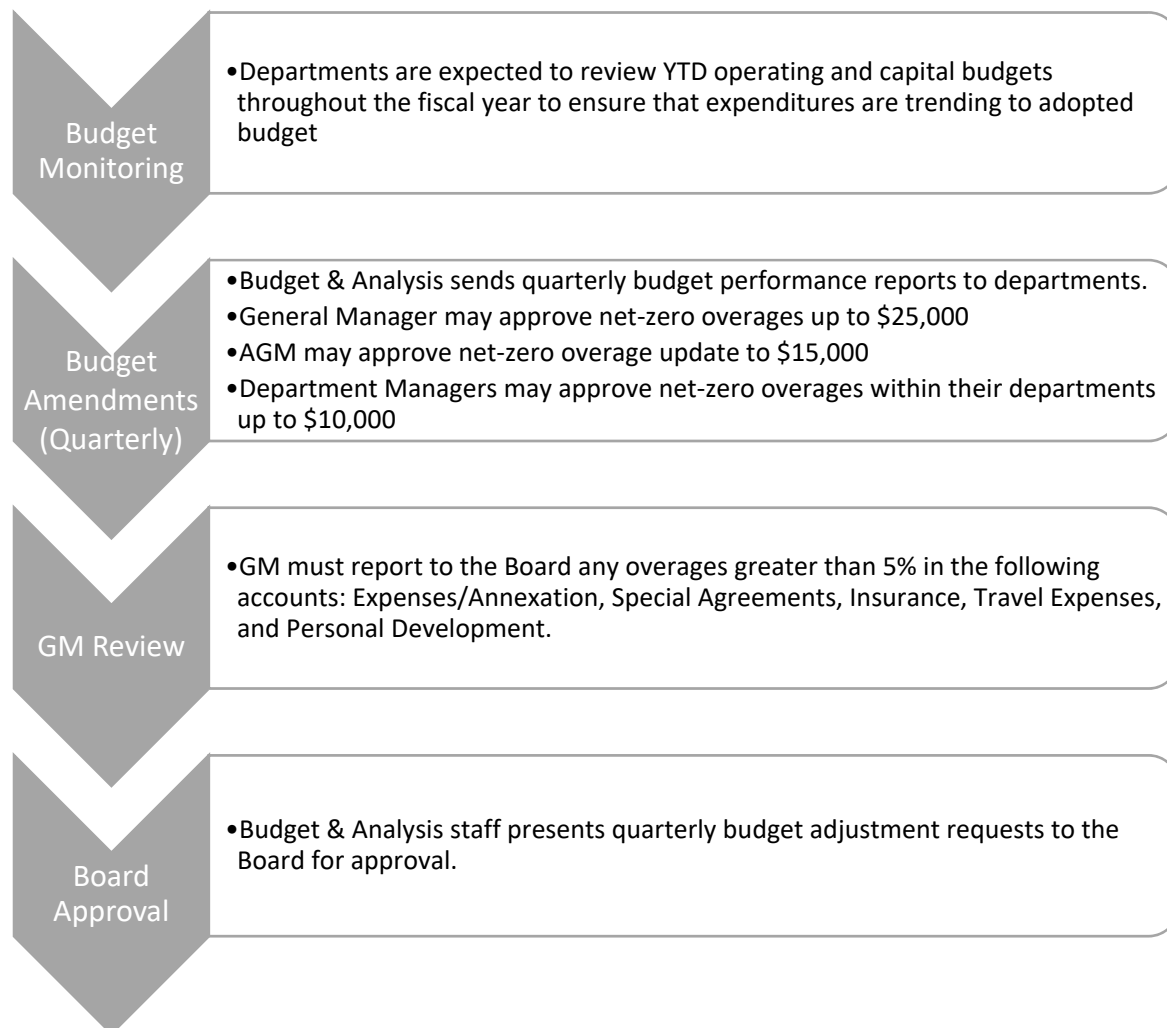 Budget
Monitoring
•Departments are expected to review YTD operating and capital budgets
throughout the fiscal year to ensure that expenditures are trending to adopted
budget
Budget
Amendments
(Quarterly)
•Budget & Analysis sends quarterly budget performance reports to departments.
•General Manager may approve net-zero overages up to $25,000
•AGM may approve net-zero overage update to $15,000
•Department Managers may approve net-zero overages within their departments
up to $10,000
GM Review
•GM must report to the Board any overages greater than 5% in the following
accounts: Expenses/Annexation, Special Agreements, Insurance, Travel Expenses,
and Personal Development.
Board
Approval
•Budget & Analysis staff presents quarterly budget adjustment requests to the
Board for approval.